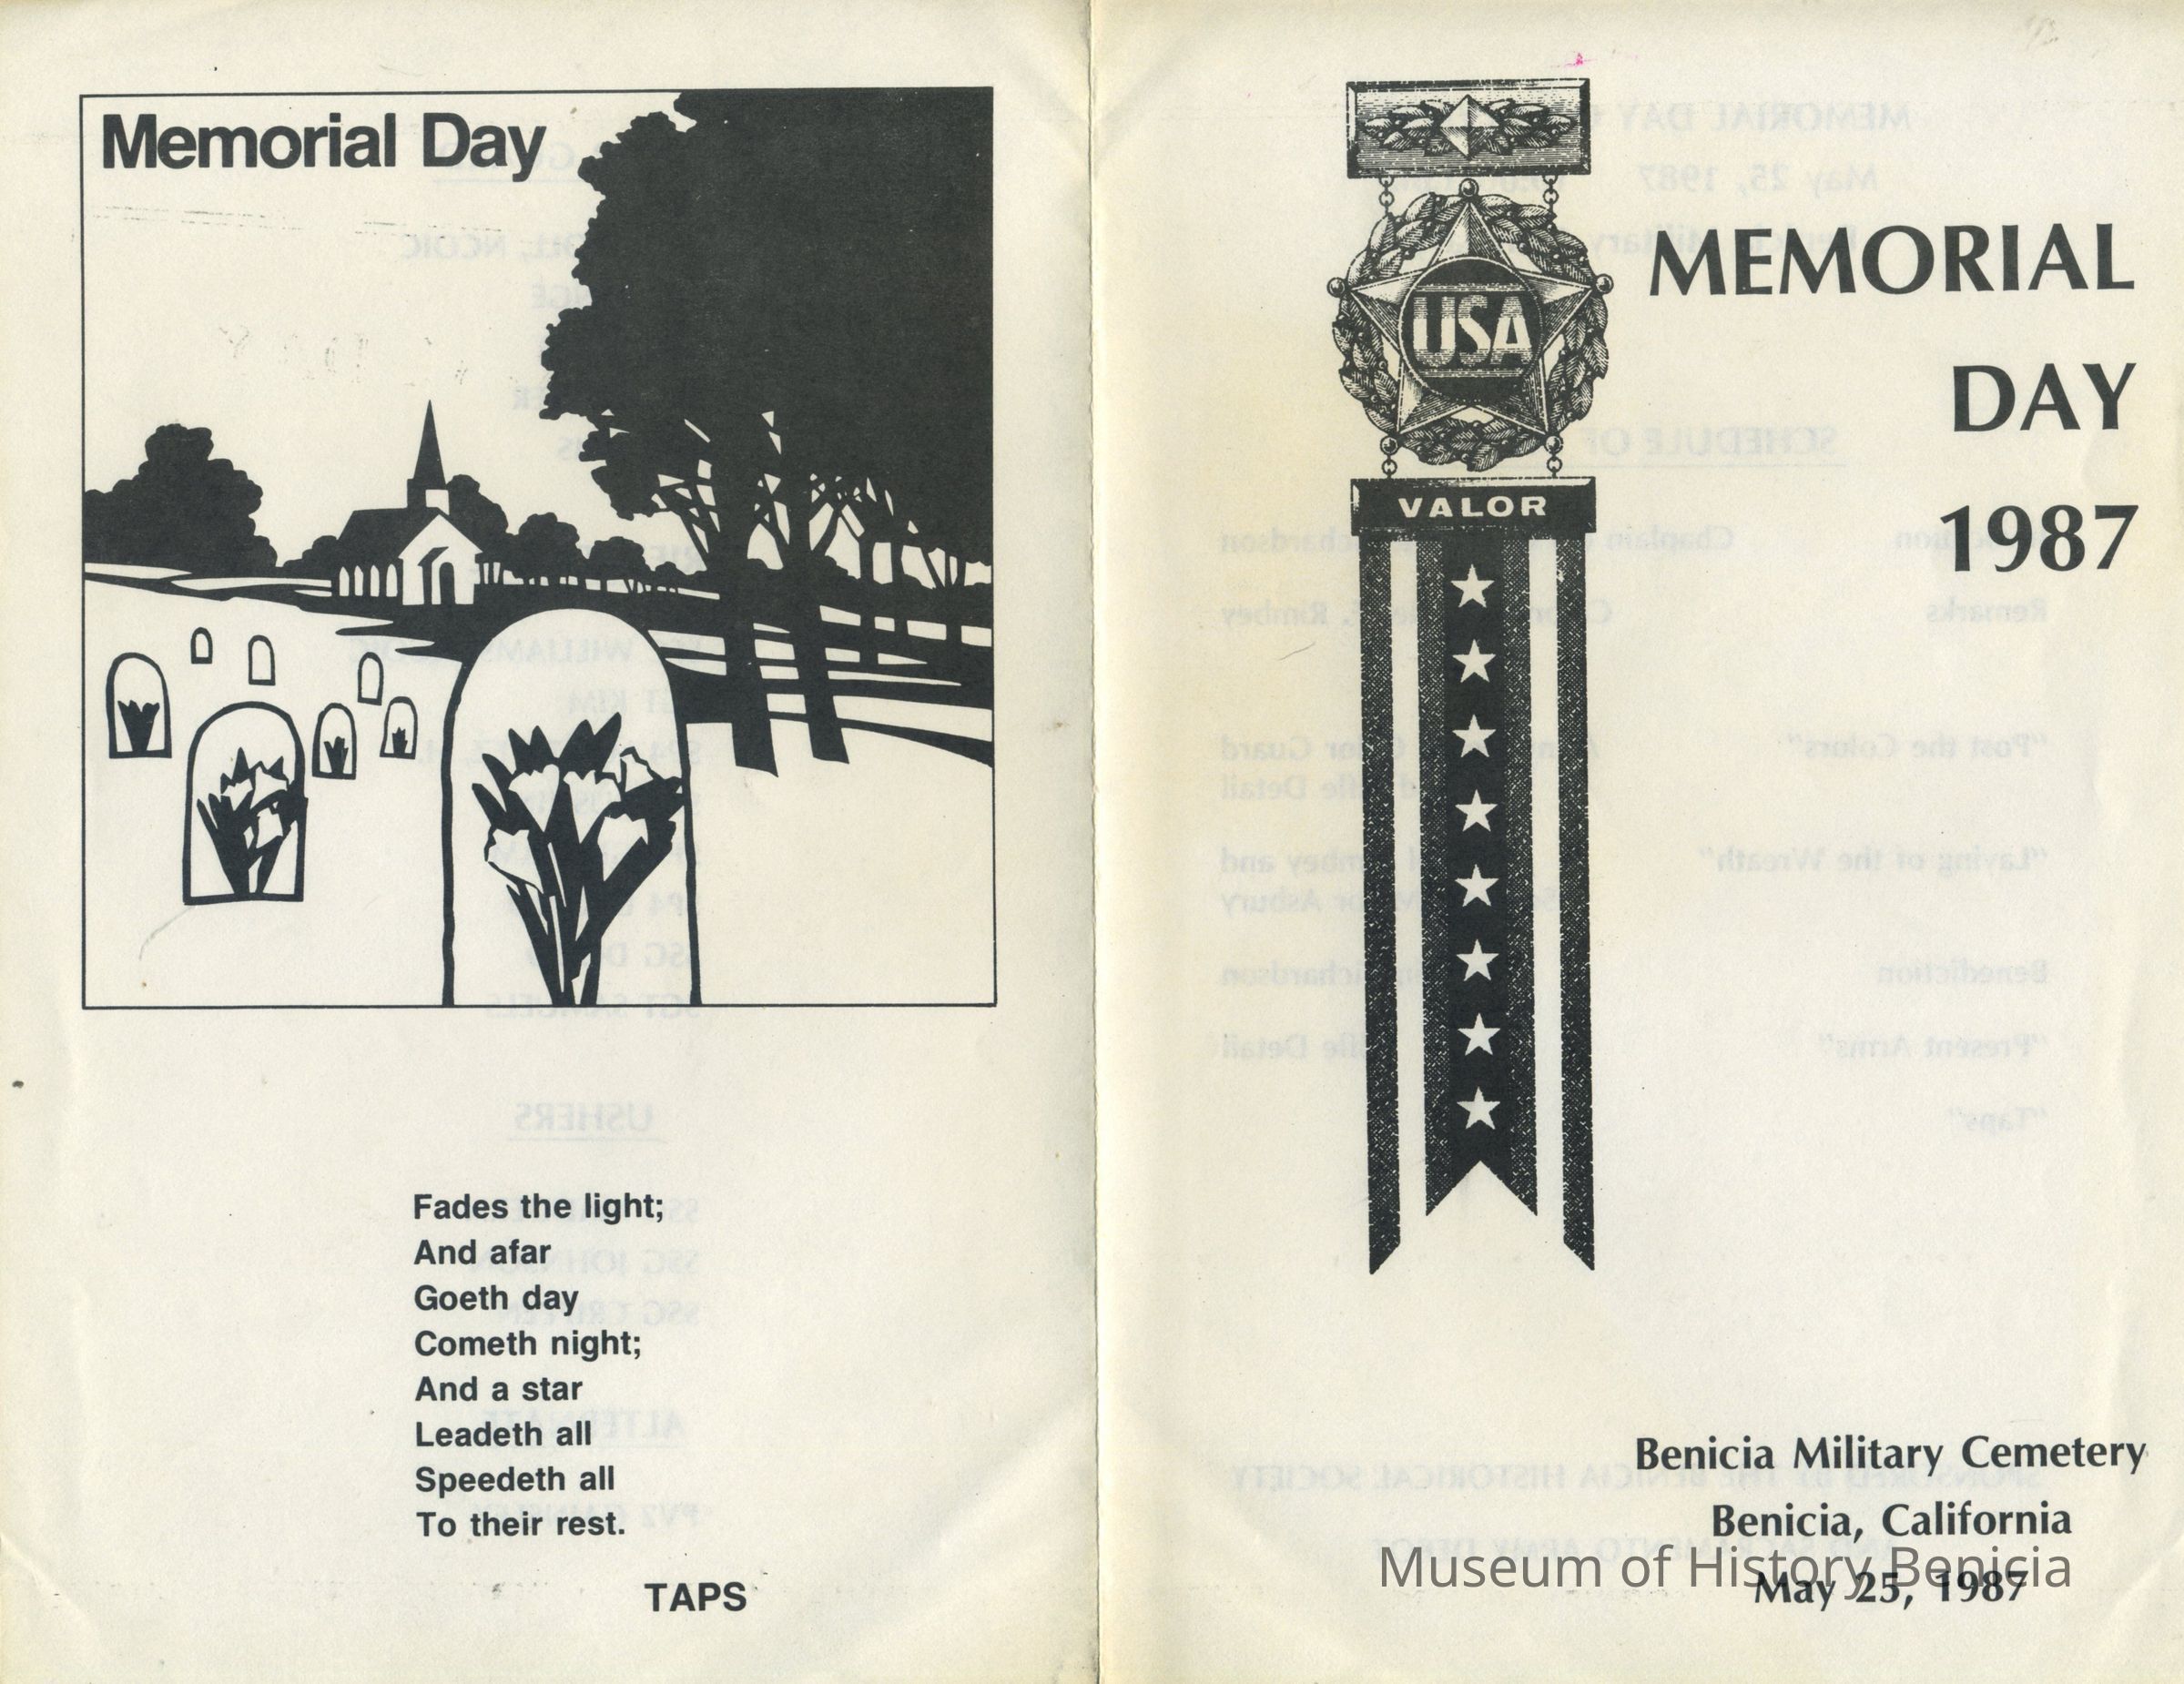 Memorial Day
Fades the light;
And afar
Goeth day
Cometh night;
And a star
Leadeth all
Speedeth all
To their rest.
TAPS
USA
VALOR
MEMORIAL
DAY
1987
Benicia Military Cemetery
Benicia, California
May 25, 1987
Museum of History Benicia